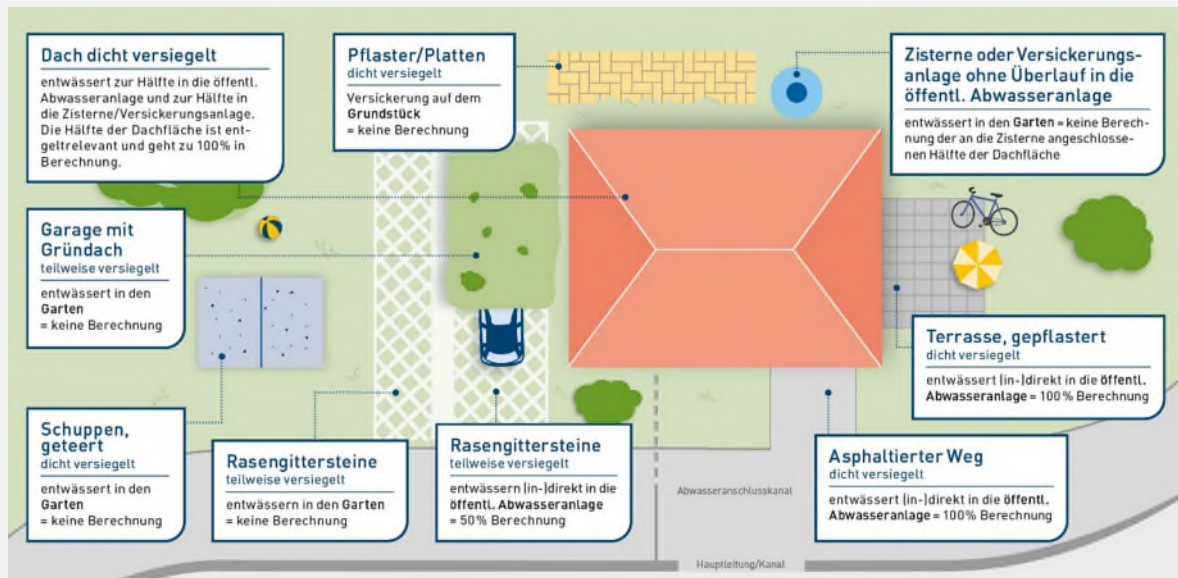 Dach dicht versiegelt
entwässert zur Hälfte in die öffentl.
Abwasseranlage und zur Hälfte in
die Zisterne/Versickerungsanlage.
Die Hälfte der Dachfläche ist ent-
geltrelevant und geht zu 100% in
Berechnung.
Pflaster/Platten
dicht versiegelt
Versickerung auf dem
Grundstück
= keine Berechnung
Zisterne oder Versickerungs-
anlage ohne Überlauf in die
öffentl. Abwasseranlage
entwässert in den Garten = keine Berech-
nung der an die Zisterne angeschlosse-
nen Hälfte der Dachfläche
Garage mit
Gründach
teilweise versiegelt
entwässert in den
Garten
= keine Berechnung
Terrasse, gepflastert
dicht versiegelt
entwässert (in-)direkt in die öffentl.
Abwasseranlage = 100% Berechnung
Schuppen,
geteert
dicht versiegelt
entwässert in den
Garten
= keine Berechnung
Rasengittersteine
teilweise versiegelt
entwässern in den Garten
= keine Berechnung
Rasengittersteine
teilweise versiegelt
entwässern (in-)direkt in die
öffentl. Abwasseranlage
= 50% Berechnung
Asphaltierter Weg
dicht versiegelt
entwässert (in-)direkt in die öffentl.
Abwasseranlage = 100% Berechnung
Abwasseranschlusskanal
Hauptleitung/Kanal